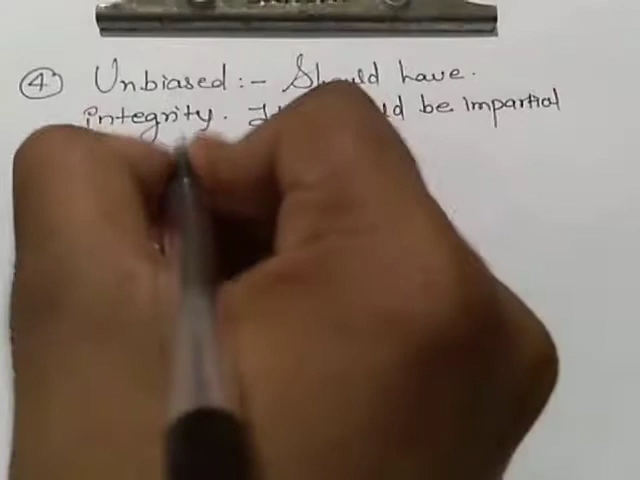 ④ Unbiased :- Should have.
integrity. be impartial